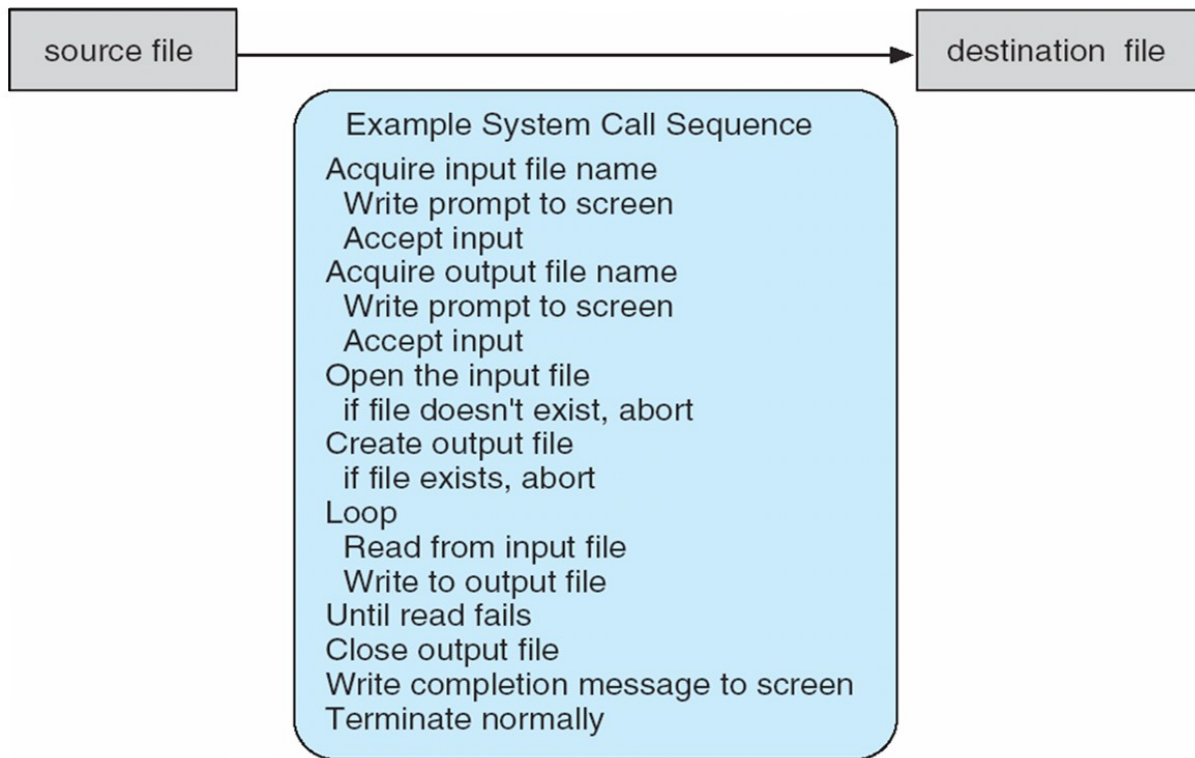 source file
destination file
Example System Call Sequence
Acquire input file name
Write prompt to screen
Accept input
Acquire output file name
Write prompt to screen
Accept input
Open the input file
if file doesn't exist, abort
Create output file
if file exists, abort
Loop
Read from input file
Write to output file
Until read fails
Close output file
Write completion message to screen
Terminate normally